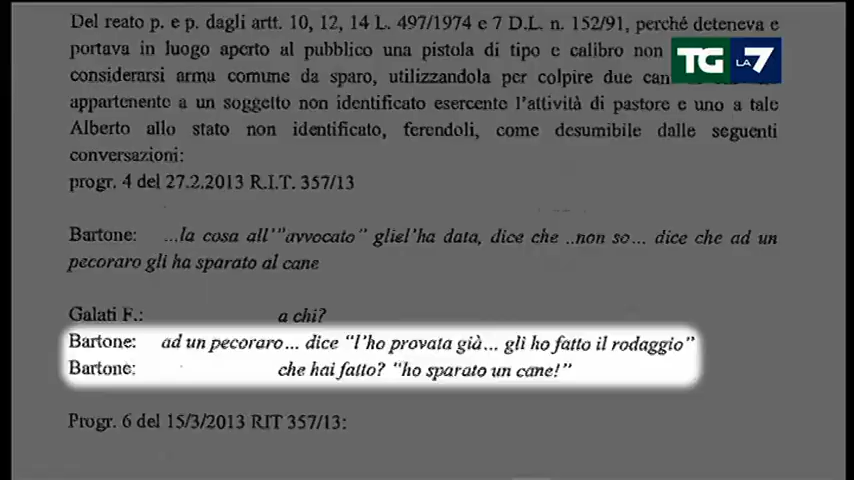 Del reato p. e p. dagli artt. 10, 12, 14 L. 497/1974 e 7 D.L. n. 152/91, perché deteneva e
portava in luogo aperto al pubblico una pistola di tipo e calibro non
TG LA7
considerarsi arma comune da sparo, utilizzandola per colpire due
appartenente a un soggetto non identificato esercente l'attività di pastore e uno a tale
Alberto allo stato non identificato, ferendoli, come desumibile dalle seguenti
conversazioni:
progr. 4 del 27.2.2013 R.I.T. 357/13
Bartone: ...la cosa all'"avvocato" gliel'ha data, dice che ..non so... dice che ad un
pecoraro gli ha sparato al cane
Galati F.: a chi?
Bartone: ad un pecoraro... dice "l'ho provata già... gli ho fatto il rodaggio"
Bartone: che hai fatto? "ho sparato un cane!"
Progr. 6 del 15/3/2013 RIT 357/13: